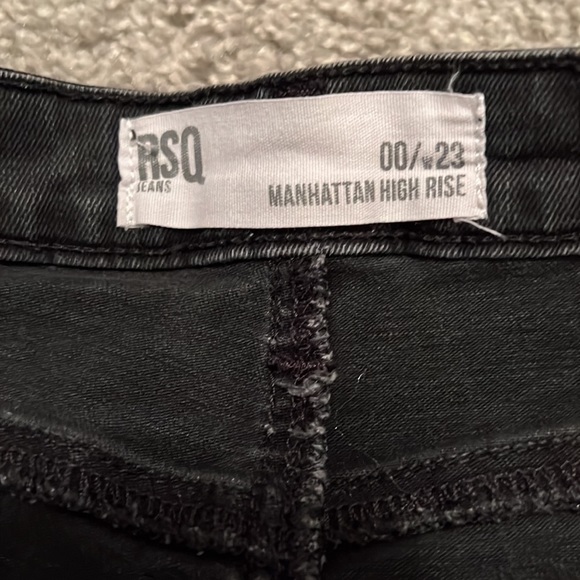 RSQ
JEANS
00/w23
MANHATTAN HIGH RISE